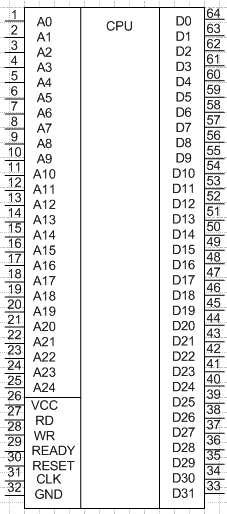 1 A0 CPU D0 64
2 A1 D1 63
3 A2 D2 62
4 A3 D3 61
5 A4 D4 60
6 A5 D5 59
7 A6 D6 58
8 A7 D7 57
9 A8 D8 56
10 A9 D9 55
11 A10 D10 54
12 A11 D11 53
13 A12 D12 52
14 A13 D13 51
15 A14 D14 50
16 A15 D15 49
17 A16 D16 48
18 A17 D17 47
19 A18 D18 46
20 A19 D19 45
21 A20 D20 44
22 A21 D21 43
23 A22 D22 42
24 A23 D23 41
25 A24 D24 40
26 VCC D25 39
27 RD D26 38
28 WR D27 37
29 READY D28 36
30 RESET D29 35
31 CLK D30 34
32 GND D31 33